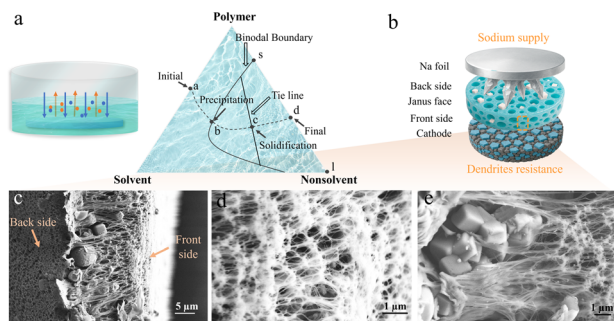 a
Polymer
Binodal Boundary
s
Initial
a
Precipitation
Tie line
d
c
b
Final
Solidification
l
Solvent
Nonsolvent
b
Sodium supply
Na foil
Back side
Janus face
Front side
Cathode
Dendrites resistance
c
Back side
Front
side
5 µm
d
1 µm
e
1 µm